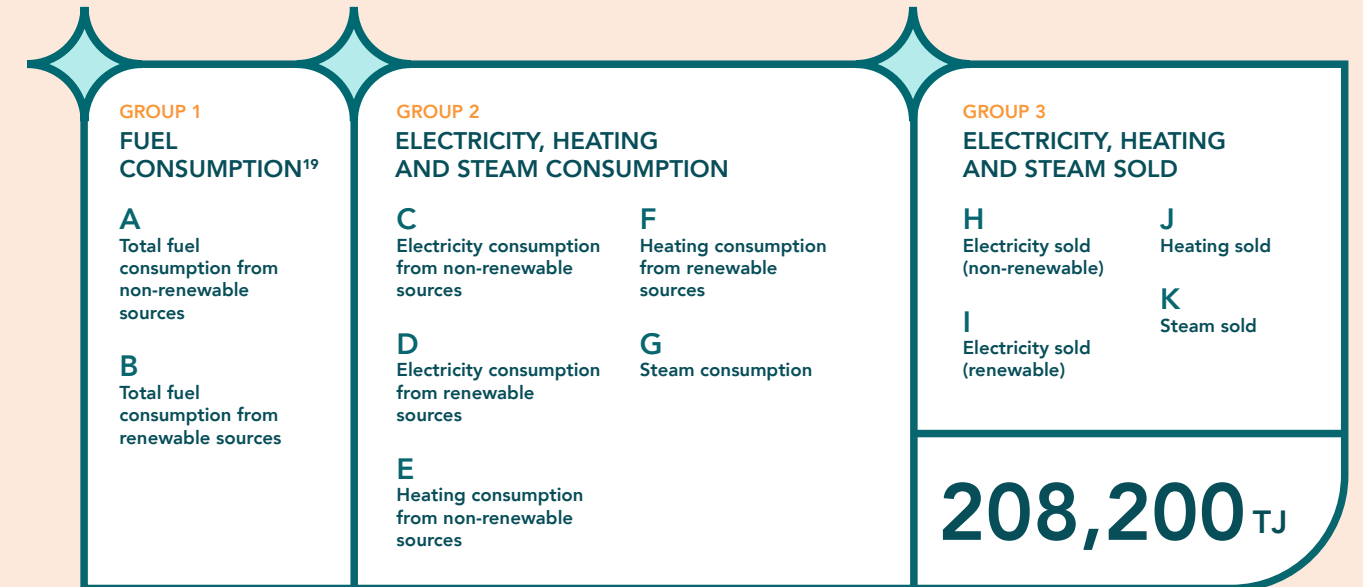 GROUP 1
FUEL
CONSUMPTION¹⁹
A
Total fuel
consumption from
non-renewable
sources
B
Total fuel
consumption from
renewable sources
GROUP 2
ELECTRICITY, HEATING
AND STEAM CONSUMPTION
C
Electricity consumption
from non-renewable
sources
D
Electricity consumption
from renewable
sources
E
Heating consumption
from non-renewable
sources
F
Heating consumption
from renewable
sources
G
Steam consumption
GROUP 3
ELECTRICITY, HEATING
AND STEAM SOLD
H
Electricity sold
(non-renewable)
I
Electricity sold
(renewable)
J
Heating sold
K
Steam sold
208,200 TJ